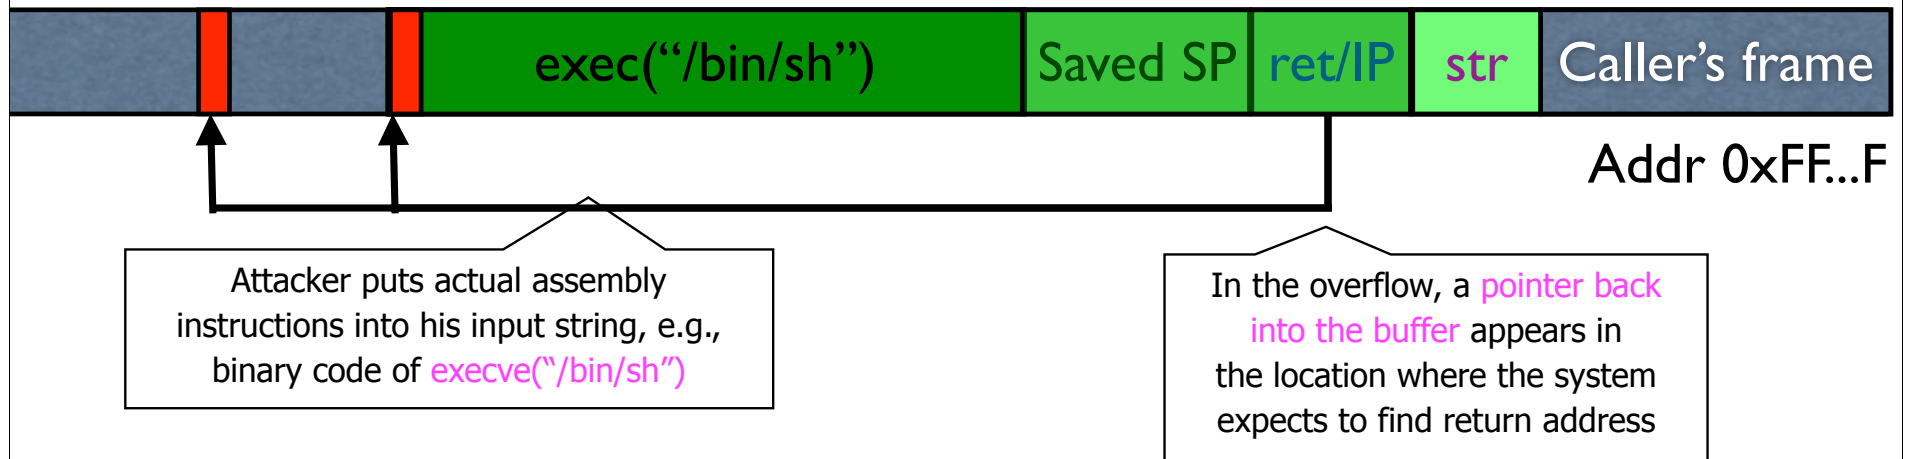 exec(“/bin/sh”) Saved SP ret/IP str Caller’s frame
Addr 0xFF...F
Attacker puts actual assembly
instructions into his input string, e.g.,
binary code of execve(“/bin/sh”)
In the overflow, a pointer back
into the buffer appears in
the location where the system
expects to find return address